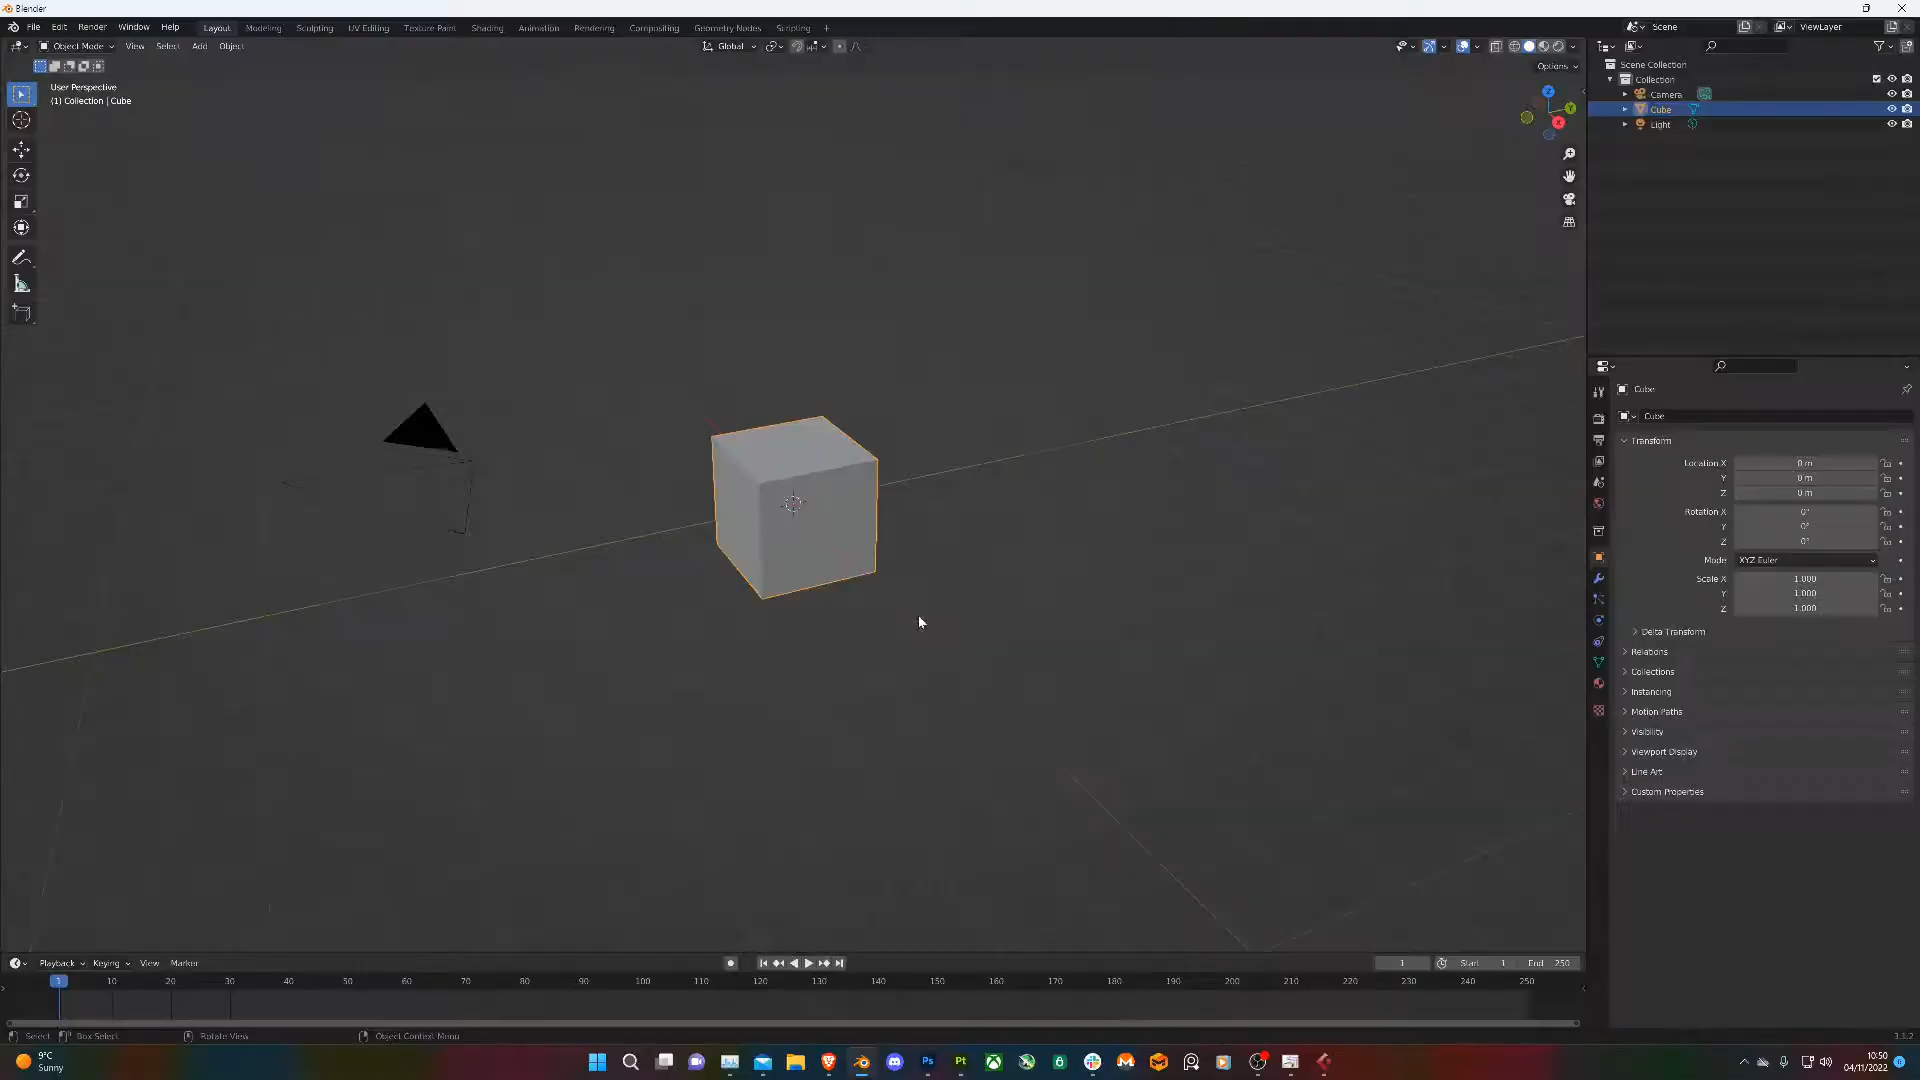 Blender
File Edit Render Window Help Layout Modeling Sculpting UV Editing Texture Paint Shading Animation Rendering Compositing Geometry Nodes Scripting + Scene ViewLayer
Object Mode View Select Add Object Global
Options
User Perspective
(1) Collection | Cube
Z
Y
X
Scene Collection
Collection
Camera
Cube
Light
Cube
Cube
Transform
Location X 0 m
Y 0 m
Z 0 m
Rotation X 0°
Y 0°
Z 0°
Mode XYZ Euler
Scale X 1.000
Y 1.000
Z 1.000
Delta Transform
Relations
Collections
Instancing
Motion Paths
Visibility
Viewport Display
Line Art
Custom Properties
Playback Keying View Marker 1 Start 1 End 250
1 10 20 30 40 50 60 70 80 90 100 110 120 130 140 150 160 170 180 190 200 210 220 230 240 250
Select Box Select Rotate View Object Context Menu 3.1.2
9°C
Sunny
Ps
Pt
10:50
04/11/2022